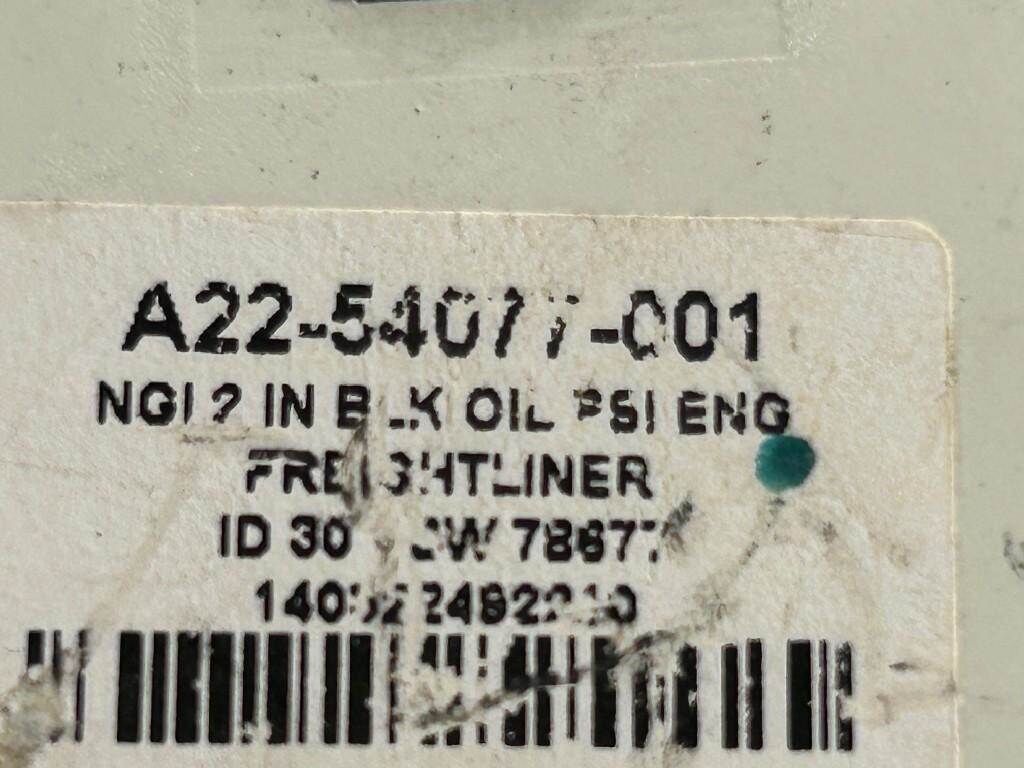 A22-54077-001
NGI 2 IN BLK OIL PSI ENG
FREIGHTLINER
ID 30